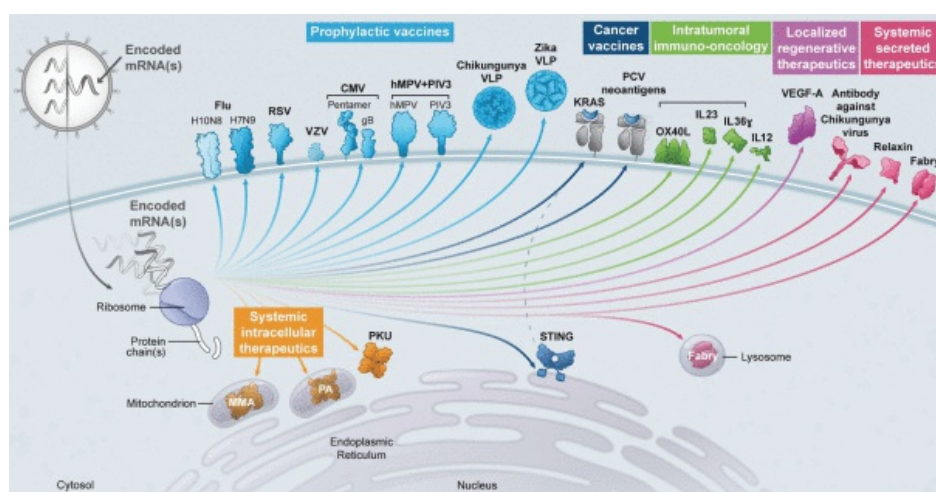 Encoded
mRNA(s)
Prophylactic vaccines
Cancer
vaccines
Intratumoral
immuno-oncology
Localized
regenerative
therapeutics
Systemic
secreted
therapeutics
Flu
H10N8
H7N9
RSV
VZV
CMV
Pentamer
gB
hMPV+PIV3
hMPV
PIV3
Chikungunya
VLP
Zika
VLP
KRAS
PCV
neoantigens
OX40L
IL23
IL36γ
IL12
VEGF-A
Antibody
against
Chikungunya
virus
Relaxin
Fabry
Encoded
mRNA(s)
Ribosome
Protein
chain(s)
Systemic
intracellular
therapeutics
PKU
STING
Fabry
Lysosome
Mitochondrion
MMA
PA
Endoplasmic
Reticulum
Cytosol
Nucleus